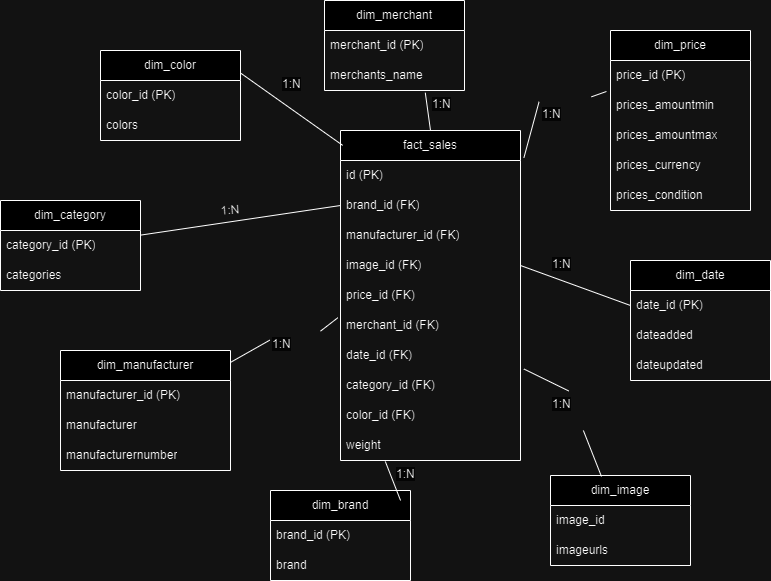 dim_merchant
merchant_id (PK)
merchants_name
dim_color
color_id (PK)
colors
dim_price
price_id (PK)
prices_amountmin
prices_amountmax
prices_currency
prices_condition
1:N
1:N
1:N
fact_sales
id (PK)
brand_id (FK)
manufacturer_id (FK)
image_id (FK)
price_id (FK)
merchant_id (FK)
date_id (FK)
category_id (FK)
color_id (FK)
weight
dim_category
category_id (PK)
categories
1:N
1:N
dim_date
date_id (PK)
dateadded
dateupdated
dim_manufacturer
manufacturer_id (PK)
manufacturer
manufacturernumber
1:N
1:N
1:N
dim_brand
brand_id (PK)
brand
dim_image
image_id
imageurls